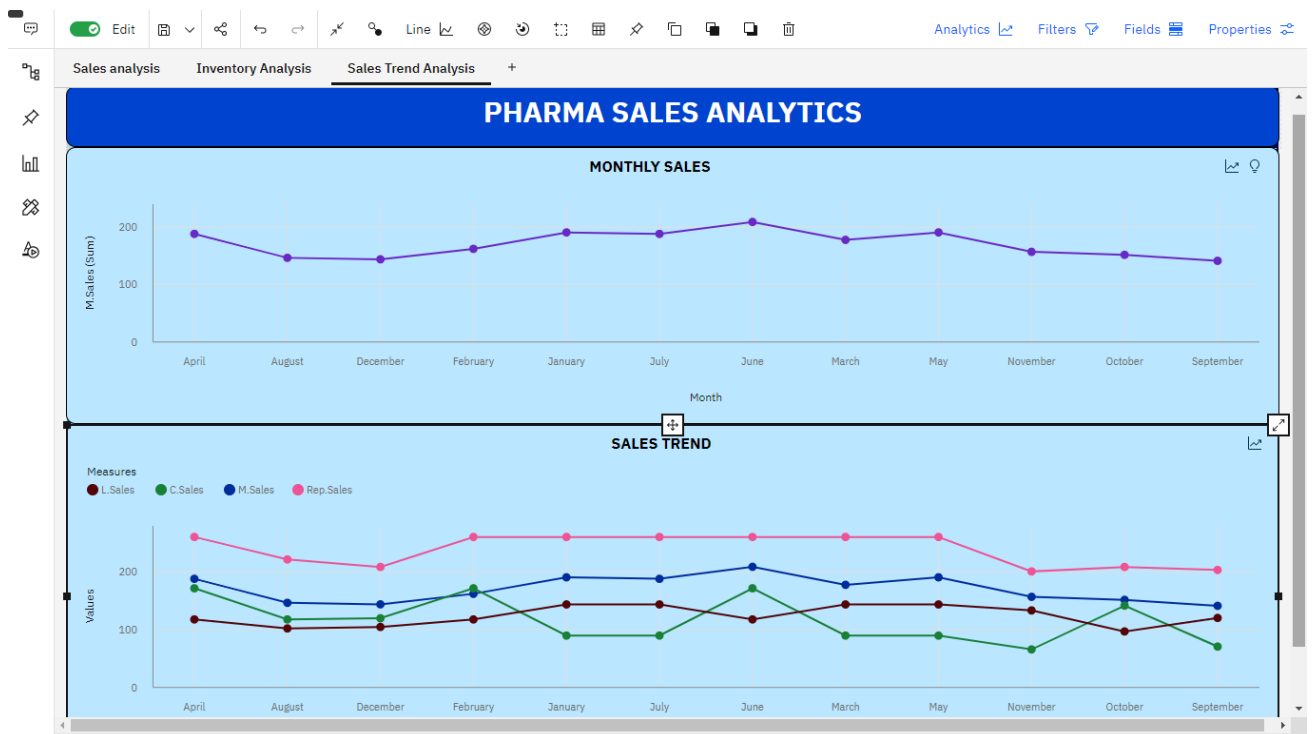 Edit Line Analytics Filters Fields Properties
Sales analysis Inventory Analysis Sales Trend Analysis +
PHARMA SALES ANALYTICS
MONTHLY SALES
M.Sales (Sum)
200
100
0
April August December February January July June March May November October September
Month
SALES TREND
Measures
L.Sales C.Sales M.Sales Rep.Sales
Values
200
100
0
April August December February January July June March May November October September